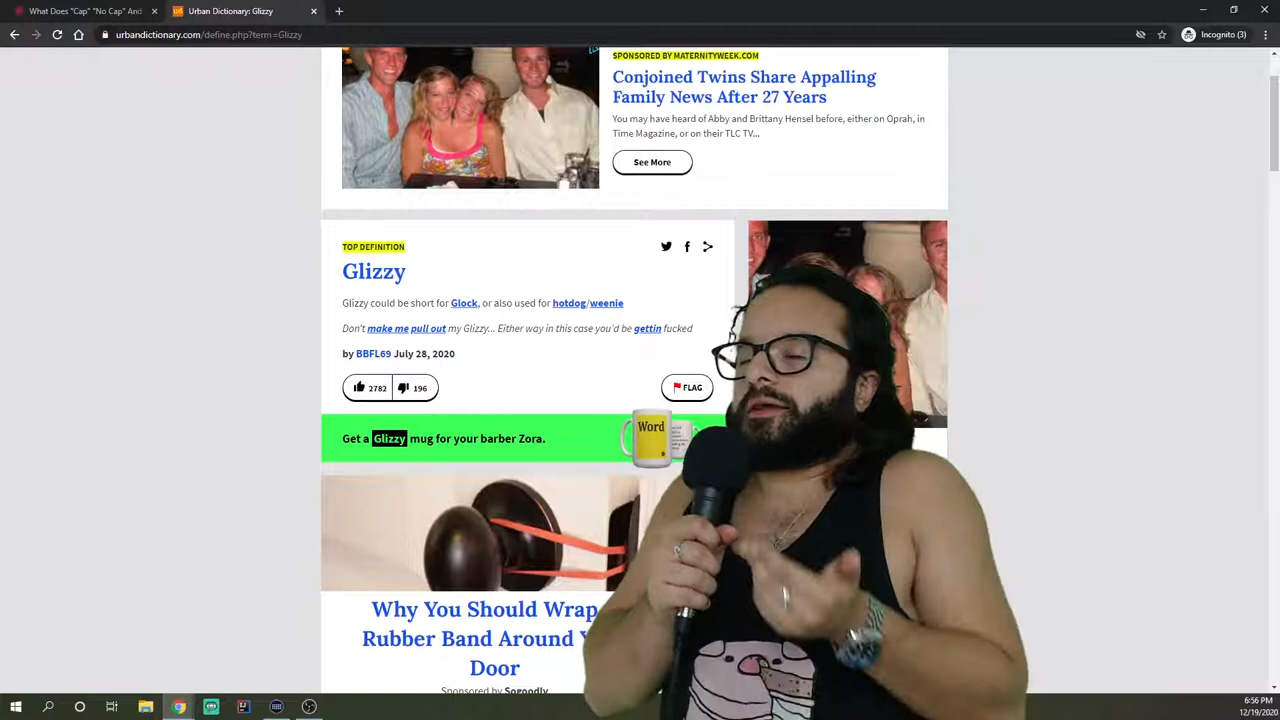 What Does "Cap" "No Cap" And
Urban Dictionary: Glizzy
urbandictionary.com/define.php?term=Glizzy
Incognito (3)
SPONSORED BY MATERNITYWEEK.COM
Conjoined Twins Share Appalling
Family News After 27 Years
You may have heard of Abby and Brittany Hensel before, either on Oprah, in
Time Magazine, or on their TLC TV...
See More
TOP DEFINITION
Glizzy
Glizzy could be short for Glock, or also used for hotdog/weenie
Don't make me pull out my Glizzy... Either way in this case you'd be gettin fucked
by BBFL69 July 28, 2020
2782 196
FLAG
Get a Glizzy mug for your barber Zora.
Word
Why You Should Wrap
Rubber Band Around
Door
Sponsored by Sogoodly
6:56 PM
12/19/2020